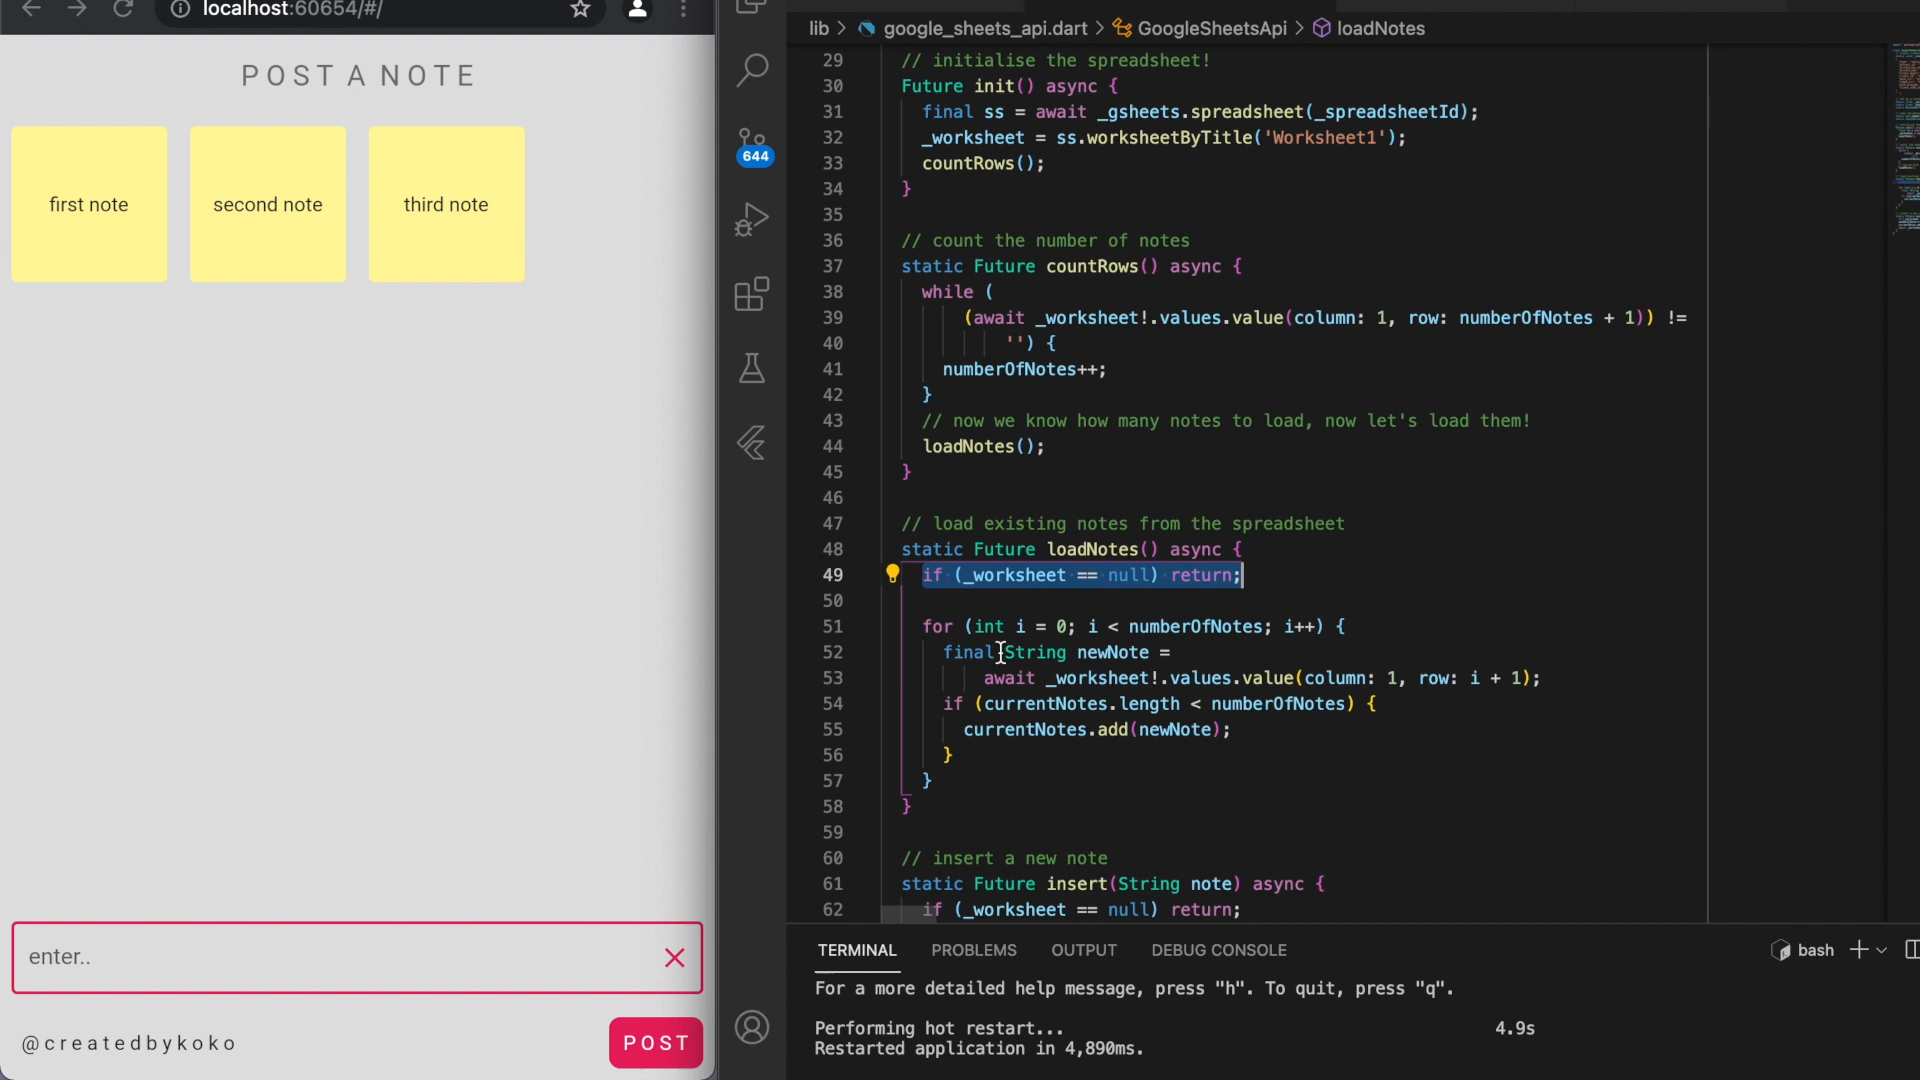 localhost:60654/#/
POST A NOTE
first note
second note
third note
enter..
@createdbykoko
POST
644
lib > google_sheets_api.dart > GoogleSheetsApi > loadNotes
29 // initialise the spreadsheet!
30 Future init() async {
31 final ss = await _gsheets.spreadsheet(_spreadsheetId);
32 _worksheet = ss.worksheetByTitle('Worksheet1');
33 countRows();
34 }
35
36 // count the number of notes
37 static Future countRows() async {
38 while (
39 (await _worksheet!.values.value(column: 1, row: numberOfNotes + 1)) !=
40 '') {
41 numberOfNotes++;
42 }
43 // now we know how many notes to load, now let's load them!
44 loadNotes();
45 }
46
47 // load existing notes from the spreadsheet
48 static Future loadNotes() async {
49 if (_worksheet == null) return;
50
51 for (int i = 0; i < numberOfNotes; i++) {
52 final String newNote =
53 await _worksheet!.values.value(column: 1, row: i + 1);
54 if (currentNotes.length < numberOfNotes) {
55 currentNotes.add(newNote);
56 }
57 }
58 }
59
60 // insert a new note
61 static Future insert(String note) async {
62 if (_worksheet == null) return;
TERMINAL PROBLEMS OUTPUT DEBUG CONSOLE bash
For a more detailed help message, press "h". To quit, press "q".
Performing hot restart... 4.9s
Restarted application in 4,890ms.